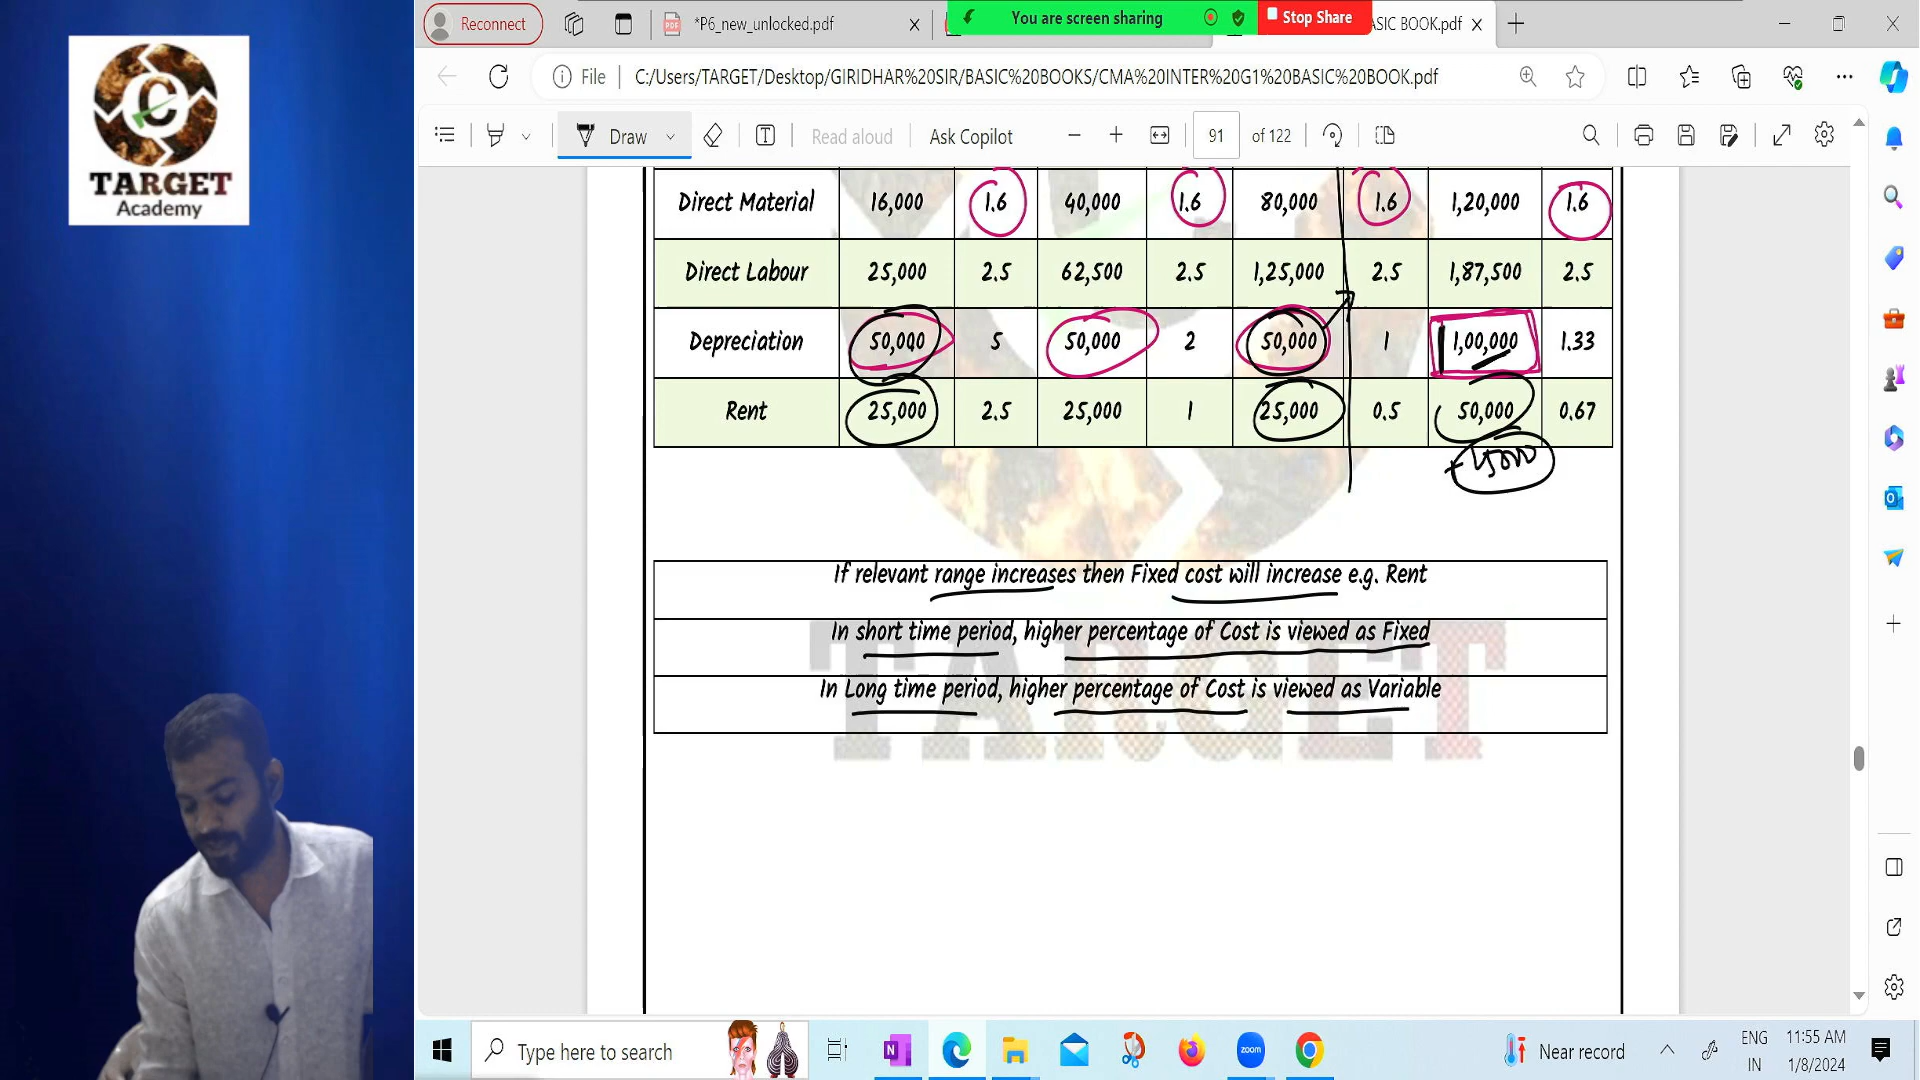 TARGET
Academy
Reconnect
*P6_new_unlocked.pdf
You are screen sharing
Stop Share
ASIC BOOK.pdf
File
C:/Users/TARGET/Desktop/GIRIDHAR%20SIR/BASIC%20BOOKS/CMA%20INTER%20G1%20BASIC%20BOOK.pdf
Draw
Read aloud
Ask Copilot
91 of 122
Direct Material 16,000 1.6 40,000 1.6 80,000 1.6 1,20,000 1.6
Direct Labour 25,000 2.5 62,500 2.5 1,25,000 2.5 1,87,500 2.5
Depreciation 50,000 5 50,000 2 50,000 1 1,00,000 1.33
Rent 25,000 2.5 25,000 1 25,000 0.5 50,000 0.67
If relevant range increases then Fixed cost will increase e.g. Rent
In short time period, higher percentage of Cost is viewed as Fixed
In Long time period, higher percentage of Cost is viewed as Variable
TARGET
Type here to search
zoom
Near record
ENG
IN
11:55 AM
1/8/2024